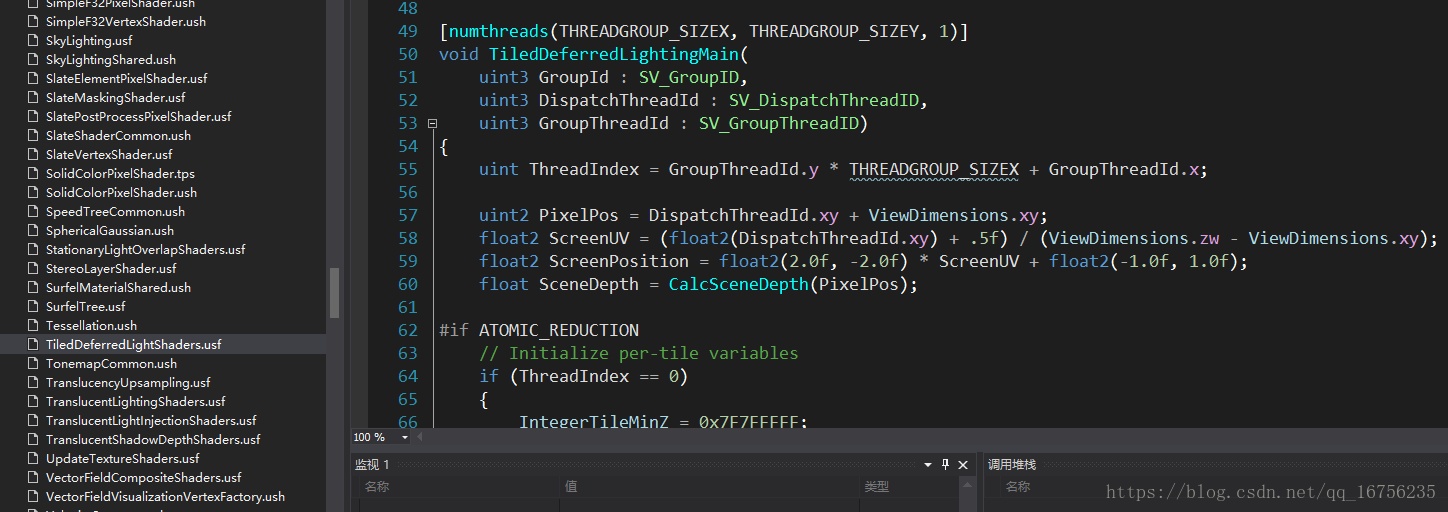 SimpleF32PixelShader.usf
SimpleF32VertexShader.usf
SkyLighting.usf
SkyLightingShared.ush
SlateElementPixelShader.usf
SlateMaskingShader.usf
SlatePostProcessPixelShader.usf
SlateShaderCommon.ush
SlateVertexShader.usf
SolidColorPixelShader.tps
SolidColorPixelShader.ush
SpeedTreeCommon.ush
SphericalGaussian.ush
StationaryLightOverlapShaders.usf
StereoLayerShader.usf
SurfelMaterialShared.ush
SurfelTree.usf
Tessellation.ush
TiledDeferredLightShaders.usf
TonemapCommon.ush
TranslucencyUpsampling.usf
TranslucentLightingShaders.usf
TranslucentLightInjectionShaders.usf
TranslucentShadowDepthShaders.usf
UpdateTextureShaders.usf
VectorFieldCompositeShaders.usf
VectorFieldVisualizationVertexFactory.ush
48
49 [numthreads(THREADGROUP_SIZEX, THREADGROUP_SIZEY, 1)]
50 void TiledDeferredLightingMain(
51 uint3 GroupId : SV_GroupID,
52 uint3 DispatchThreadId : SV_DispatchThreadID,
53 uint3 GroupThreadId : SV_GroupThreadID)
54 {
55 uint ThreadIndex = GroupThreadId.y * THREADGROUP_SIZEX + GroupThreadId.x;
56
57 uint2 PixelPos = DispatchThreadId.xy + ViewDimensions.xy;
58 float2 ScreenUV = (float2(DispatchThreadId.xy) + .5f) / (ViewDimensions.zw - ViewDimensions.xy);
59 float2 ScreenPosition = float2(2.0f, -2.0f) * ScreenUV + float2(-1.0f, 1.0f);
60 float SceneDepth = CalcSceneDepth(PixelPos);
61
62 #if ATOMIC_REDUCTION
63 // Initialize per-tile variables
64 if (ThreadIndex == 0)
65 {
66 IntegerTileMinZ = 0x7F7FFFFF;
100 %
监视 1
名称 值 类型
调用堆栈
名称
https://blog.csdn.net/qq_16756235